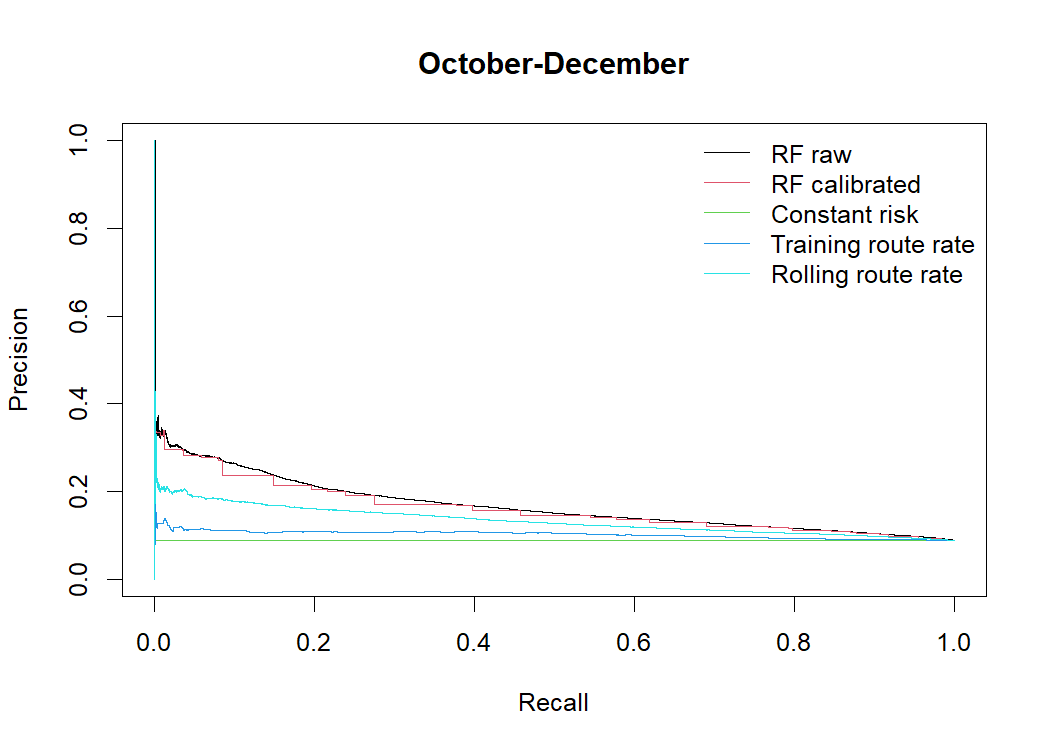 October-December
RF raw
RF calibrated
Constant risk
Training route rate
Rolling route rate
Precision
1.0
0.8
0.6
0.4
0.2
0.0
0.0 0.2 0.4 0.6 0.8 1.0
Recall